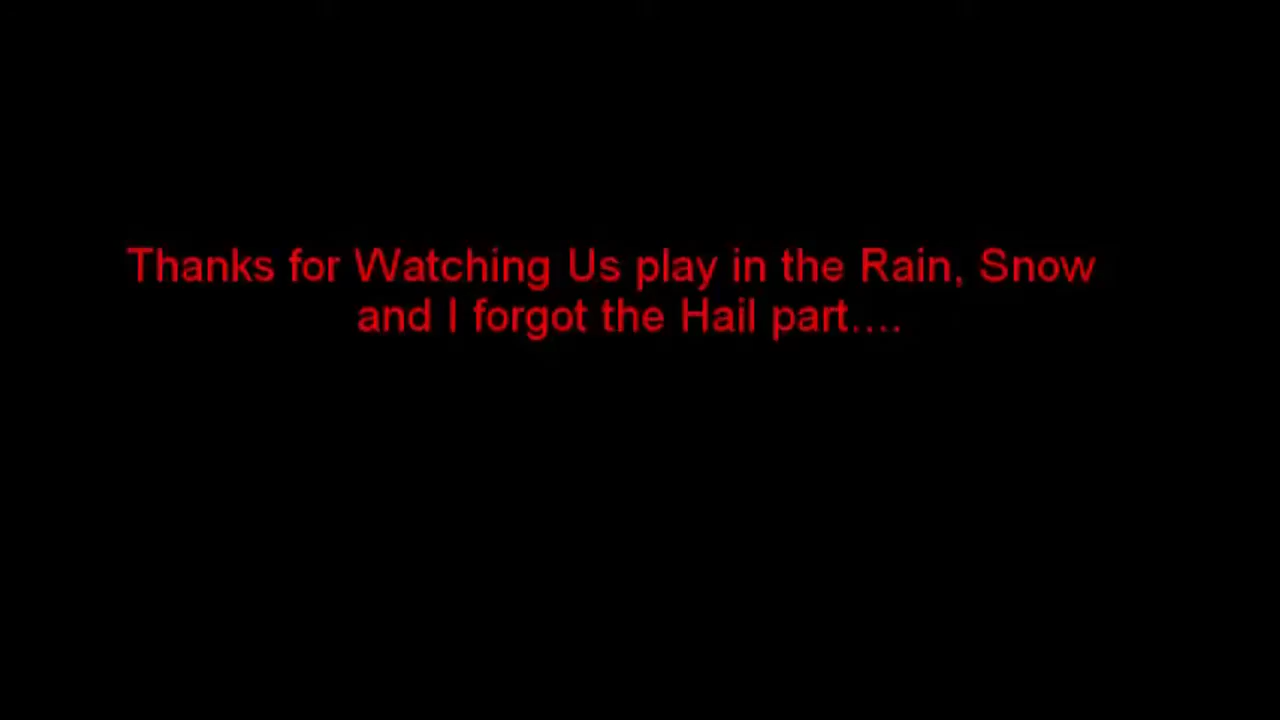 Thanks for Watching Us play in the Rain, Snow
and I forgot the Hail part....